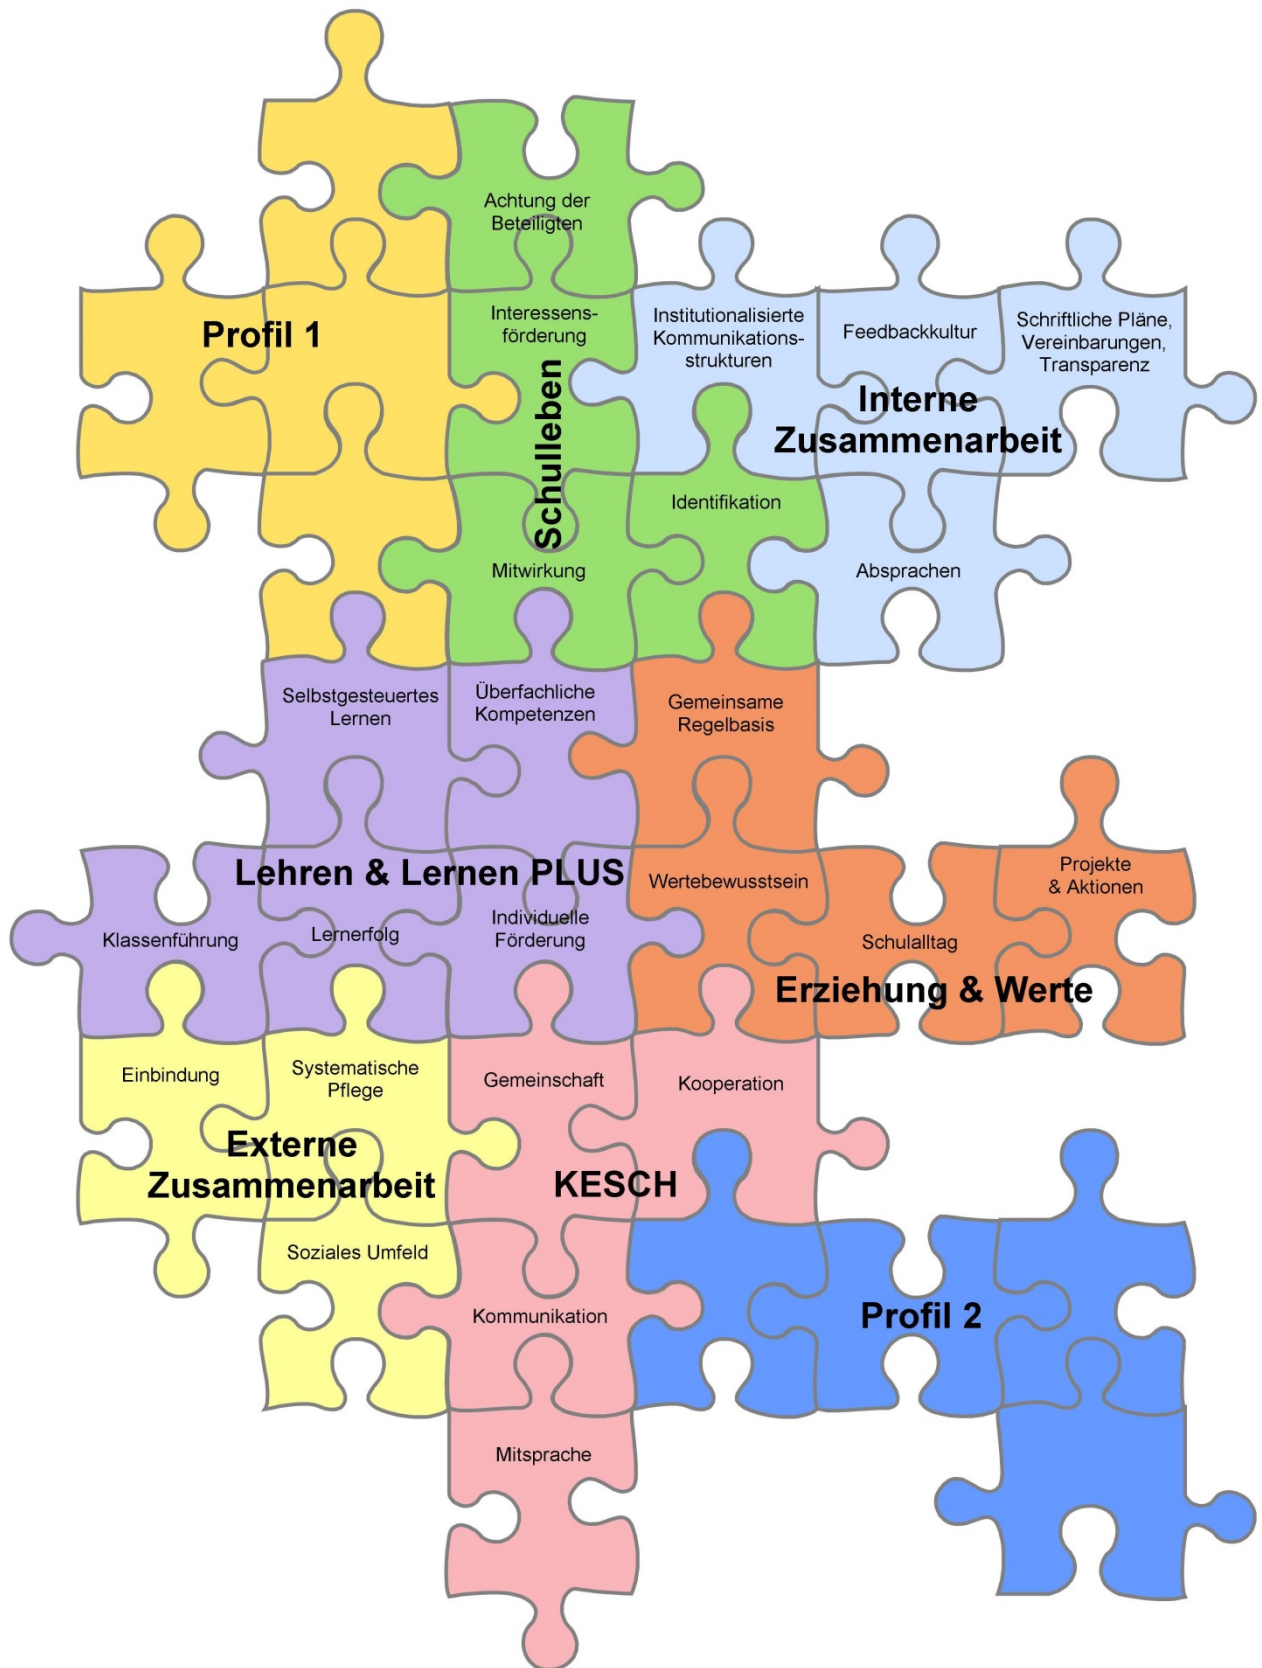 Achtung der
Beteiligten
Profil 1
Interessens-
förderung
Schulleben
Institutionalisierte
Kommunikations-
strukturen
Feedbackkultur
Schriftliche Pläne,
Vereinbarungen,
Transparenz
Interne
Zusammenarbeit
Identifikation
Mitwirkung
Absprachen
Selbstgesteuertes
Lernen
Überfachliche
Kompetenzen
Gemeinsame
Regelbasis
Lehren & Lernen PLUS
Wertebewusstsein
Projekte
& Aktionen
Klassenführung
Lernerfolg
Individuelle
Förderung
Schulalltag
Erziehung & Werte
Einbindung
Systematische
Pflege
Gemeinschaft
Kooperation
Externe
Zusammenarbeit
KESCH
Soziales Umfeld
Kommunikation
Profil 2
Mitsprache